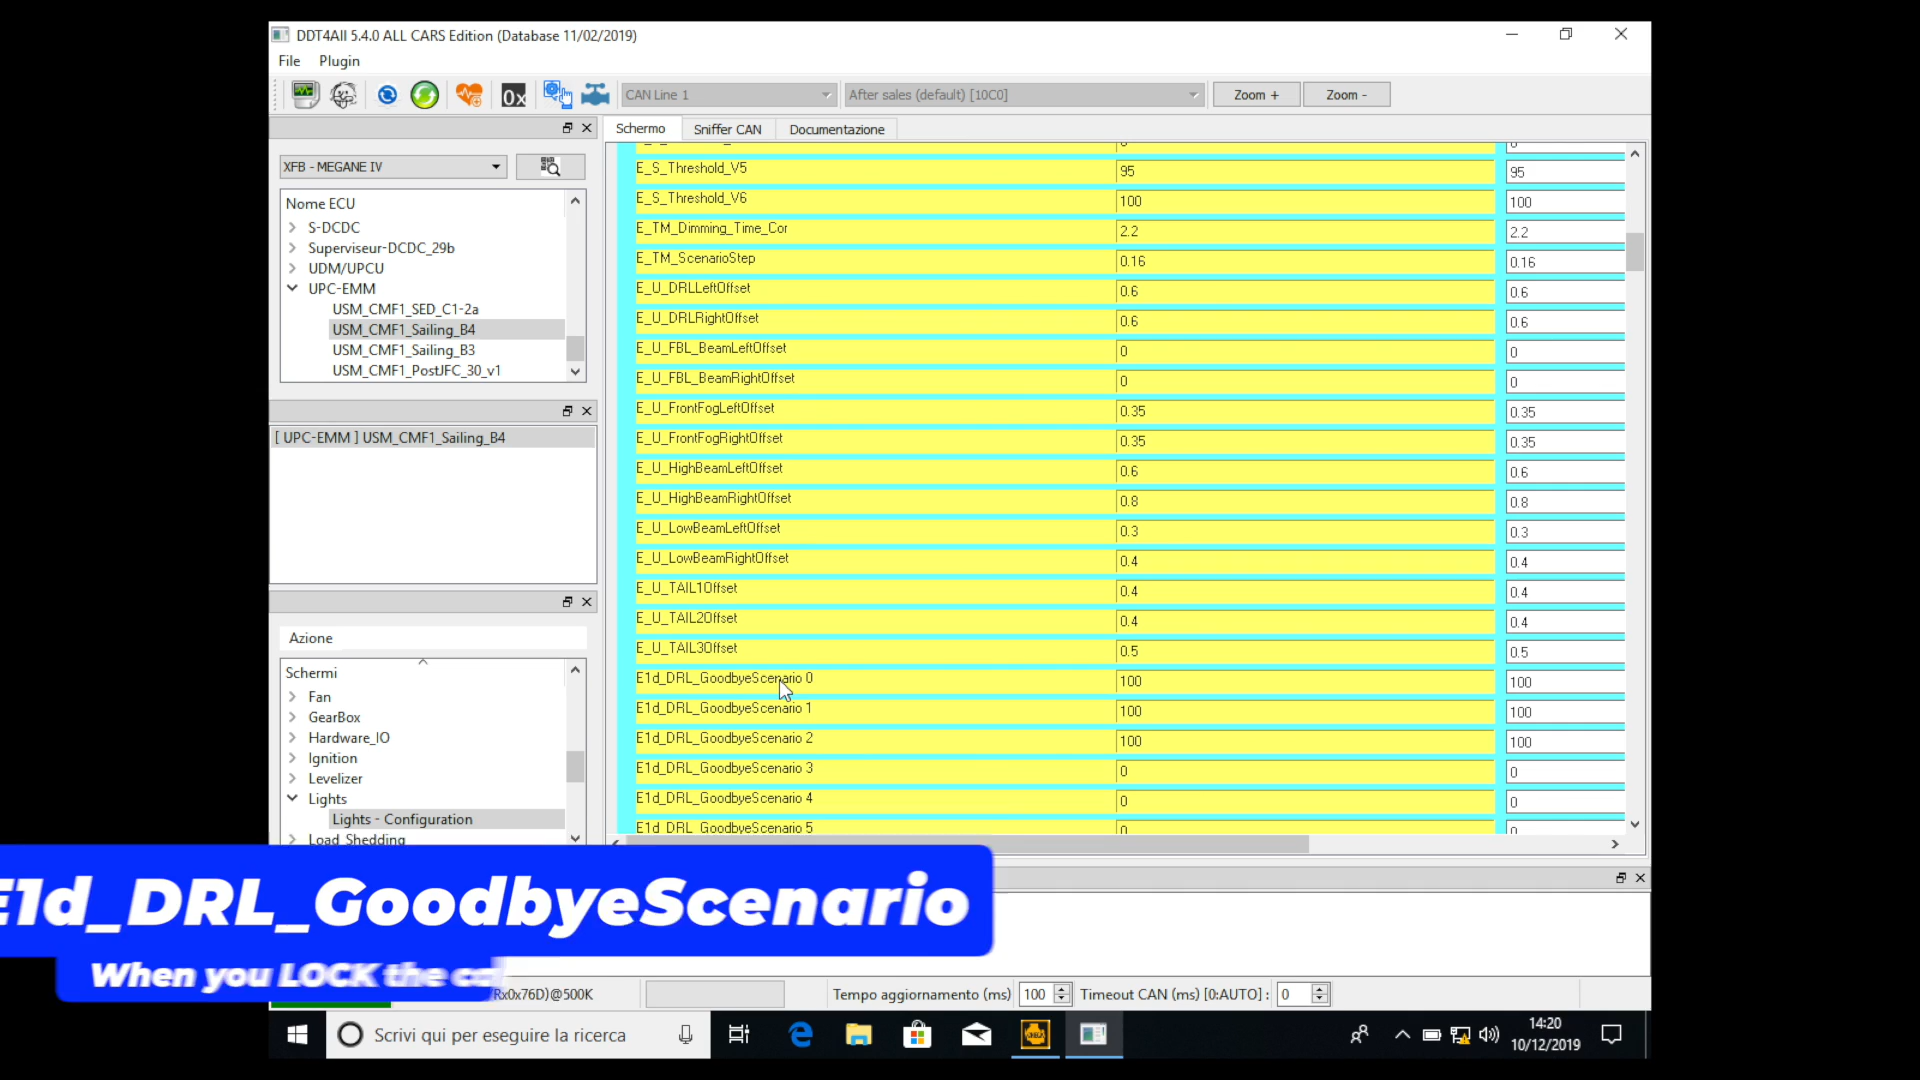 DDT4All 5.4.0 ALL CARS Edition (Database 11/02/2019)
File Plugin
CAN Line 1
After sales (default) [10C0]
Zoom +
Zoom -
Schermo
Sniffer CAN
Documentazione
XFB - MEGANE IV
Nome ECU
S-DCDC
Superviseur-DCDC_29b
UDM/UPCU
UPC-EMM
USM_CMF1_SED_C1-2a
USM_CMF1_Sailing_B4
USM_CMF1_Sailing_B3
USM_CMF1_PostJFC_30_v1
[ UPC-EMM ] USM_CMF1_Sailing_B4
Azione
Schermi
Fan
GearBox
Hardware_IO
Ignition
Levelizer
Lights
Lights - Configuration
Load_Shedding
E_S_Threshold_V5 95 95
E_S_Threshold_V6 100 100
E_TM_Dimming_Time_Cor 2.2 2.2
E_TM_ScenarioStep 0.16 0.16
E_U_DRLLeftOffset 0.6 0.6
E_U_DRLRightOffset 0.6 0.6
E_U_FBL_BeamLeftOffset 0 0
E_U_FBL_BeamRightOffset 0 0
E_U_FrontFogLeftOffset 0.35 0.35
E_U_FrontFogRightOffset 0.35 0.35
E_U_HighBeamLeftOffset 0.6 0.6
E_U_HighBeamRightOffset 0.8 0.8
E_U_LowBeamLeftOffset 0.3 0.3
E_U_LowBeamRightOffset 0.4 0.4
E_U_TAIL1Offset 0.4 0.4
E_U_TAIL2Offset 0.4 0.4
E_U_TAIL3Offset 0.5 0.5
E1d_DRL_GoodbyeScenario 0 100 100
E1d_DRL_GoodbyeScenario 1 100 100
E1d_DRL_GoodbyeScenario 2 100 100
E1d_DRL_GoodbyeScenario 3 0 0
E1d_DRL_GoodbyeScenario 4 0 0
E1d_DRL_GoodbyeScenario 5 0 0
E1d_DRL_GoodbyeScenario
When you LOCK the
Rx0x76D)@500K
Tempo aggiornamento (ms) 100
Timeout CAN (ms) [0:AUTO] : 0
Scrivi qui per eseguire la ricerca
14:20
10/12/2019